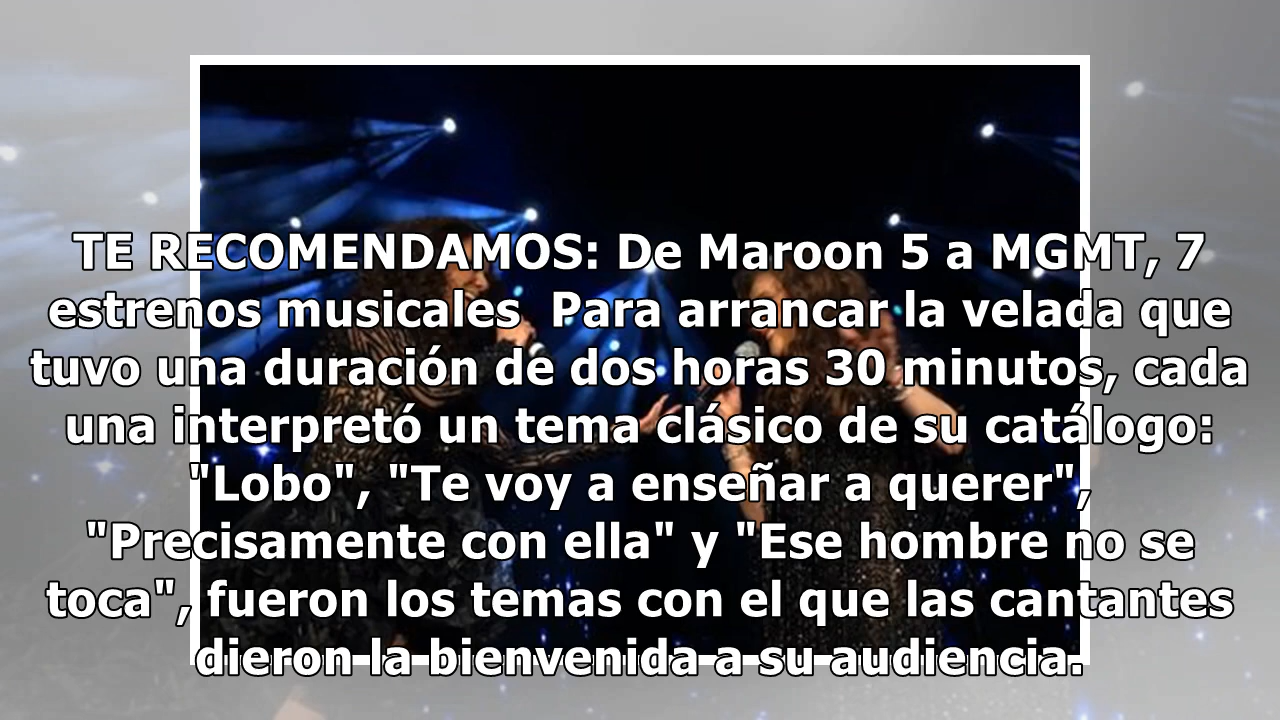 TE RECOMENDAMOS: De Maroon 5 a MGMT, 7
estrenos musicales  Para arrancar la velada que
tuvo una duración de dos horas 30 minutos, cada
una interpretó un tema clásico de su catálogo:
"Lobo", "Te voy a enseñar a querer",
"Precisamente con ella" y "Ese hombre no se
toca", fueron los temas con el que las cantantes
dieron la bienvenida a su audiencia.